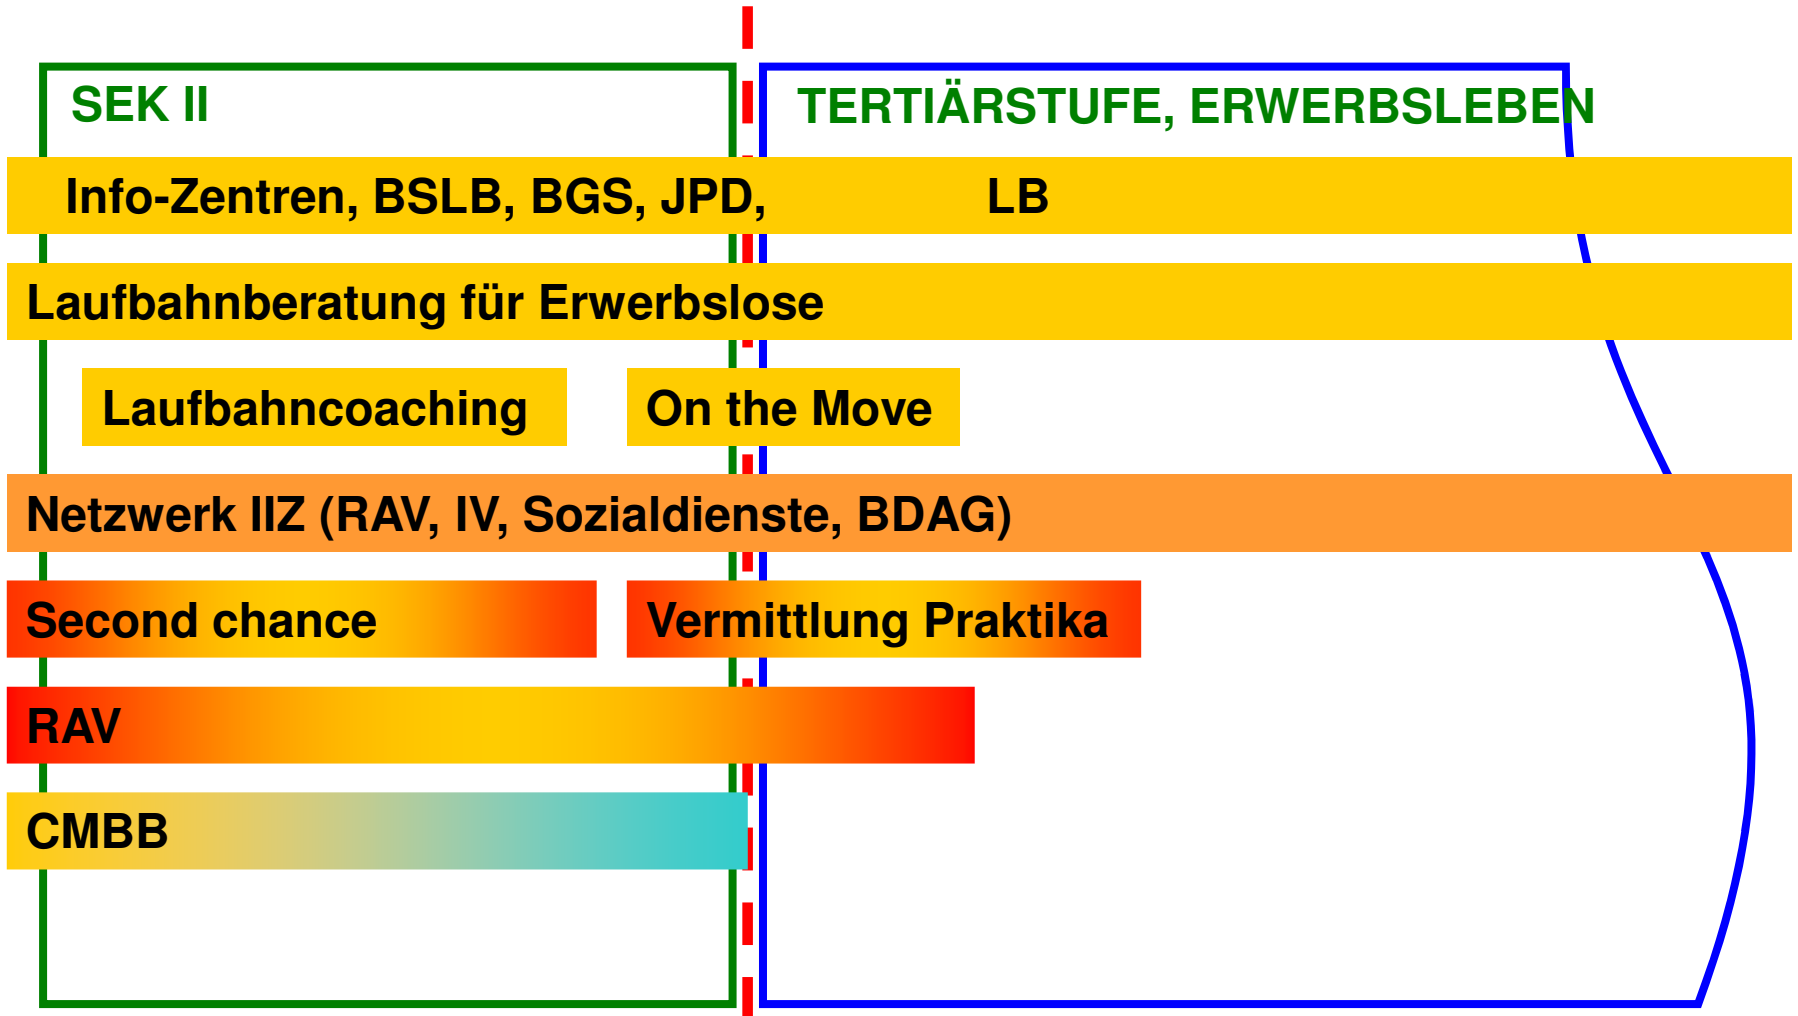 SEK II
TERTIÄRSTUFE, ERWERBSLEBEN
Info-Zentren, BSLB, BGS, JPD, LB
Laufbahnberatung für Erwerbslose
Laufbahncoaching
On the Move
Netzwerk IIZ (RAV, IV, Sozialdienste, BDAG)
Second chance
Vermittlung Praktika
RAV
CMBB